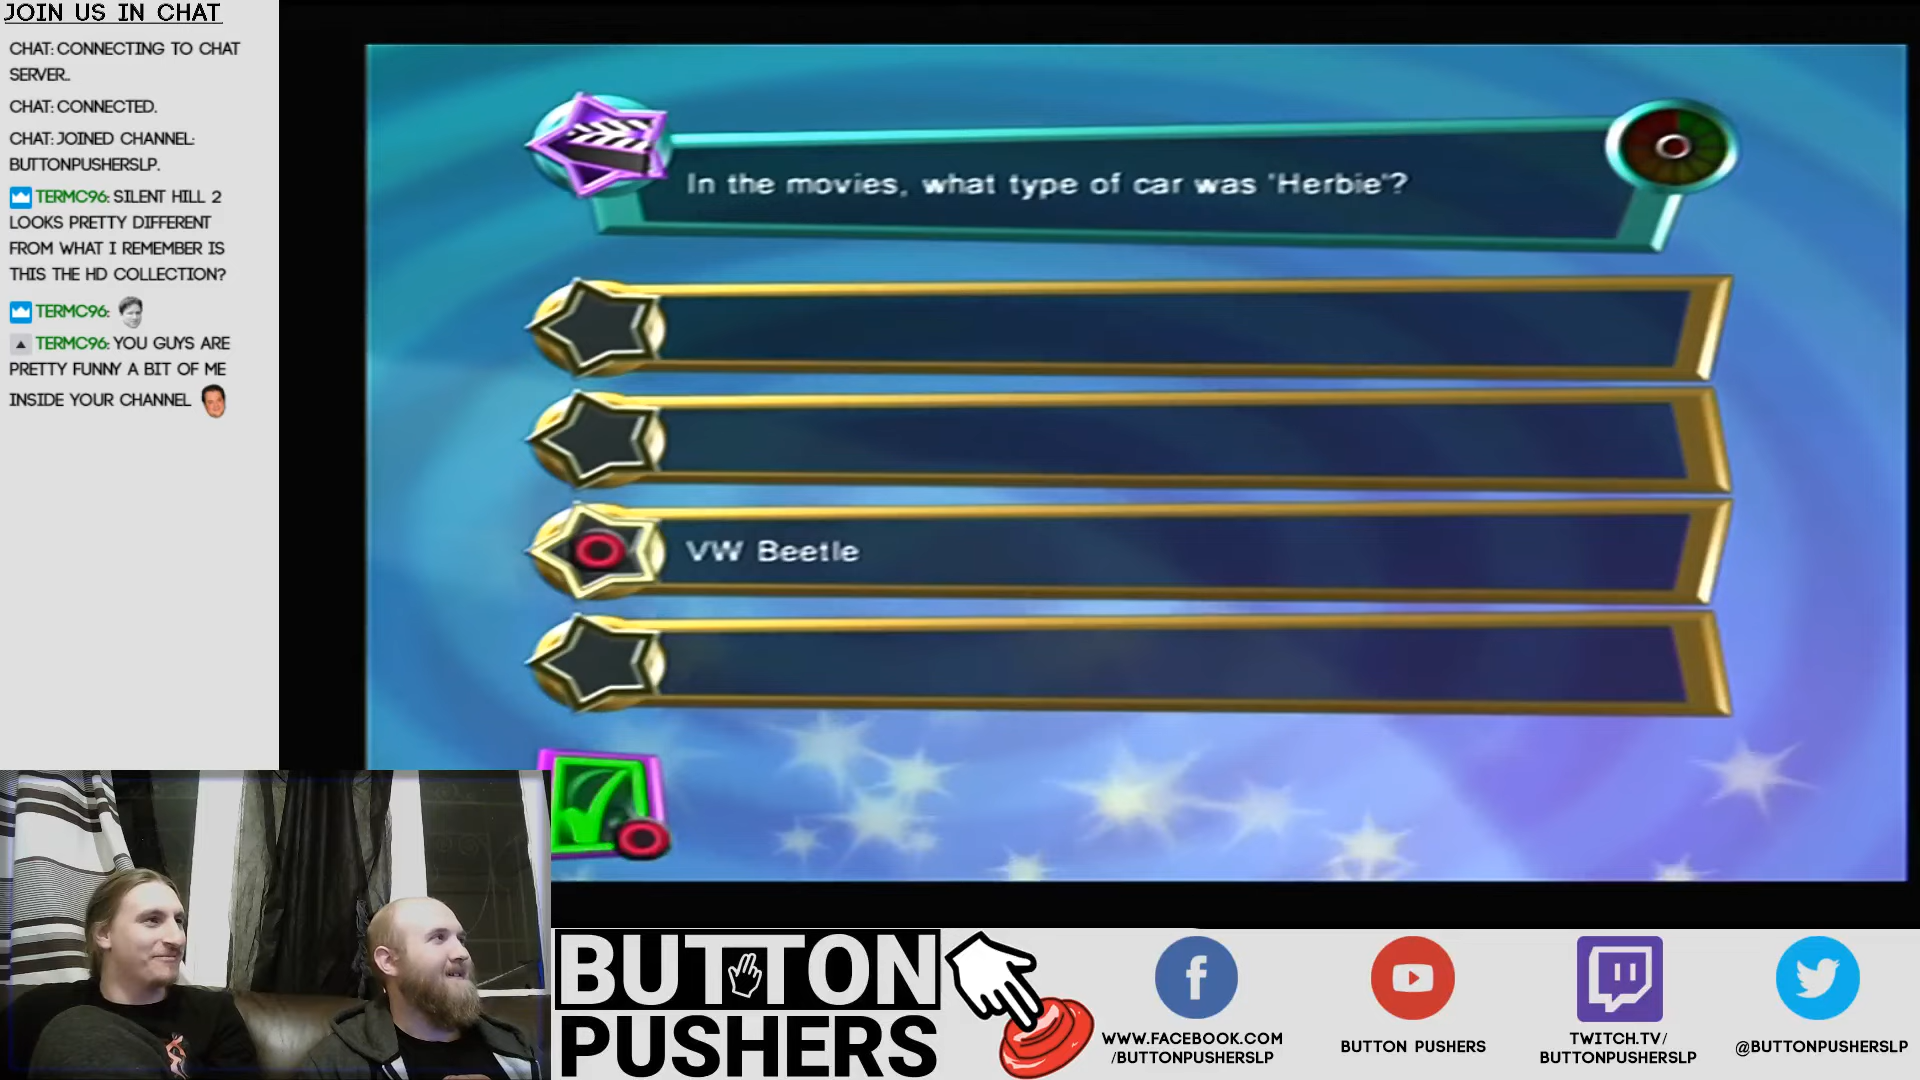 JOIN US IN CHAT
CHAT: CONNECTING TO CHAT
SERVER..
CHAT: CONNECTED.
CHAT: JOINED CHANNEL:
BUTTONPUSHERSLP.
TERMC96: SILENT HILL 2
LOOKS PRETTY DIFFERENT
FROM WHAT I REMEMBER IS
THIS THE HD COLLECTION?
TERMC96:
TERMC96: YOU GUYS ARE
PRETTY FUNNY A BIT OF ME
INSIDE YOUR CHANNEL
In the movies, what type of car was 'Herbie'?
VW Beetle
BUTTON
PUSHERS
WWW.FACEBOOK.COM
/BUTTONPUSHERSLP
BUTTON PUSHERS
TWITCH.TV/
BUTTONPUSHERSLP
@BUTTONPUSHERSLP